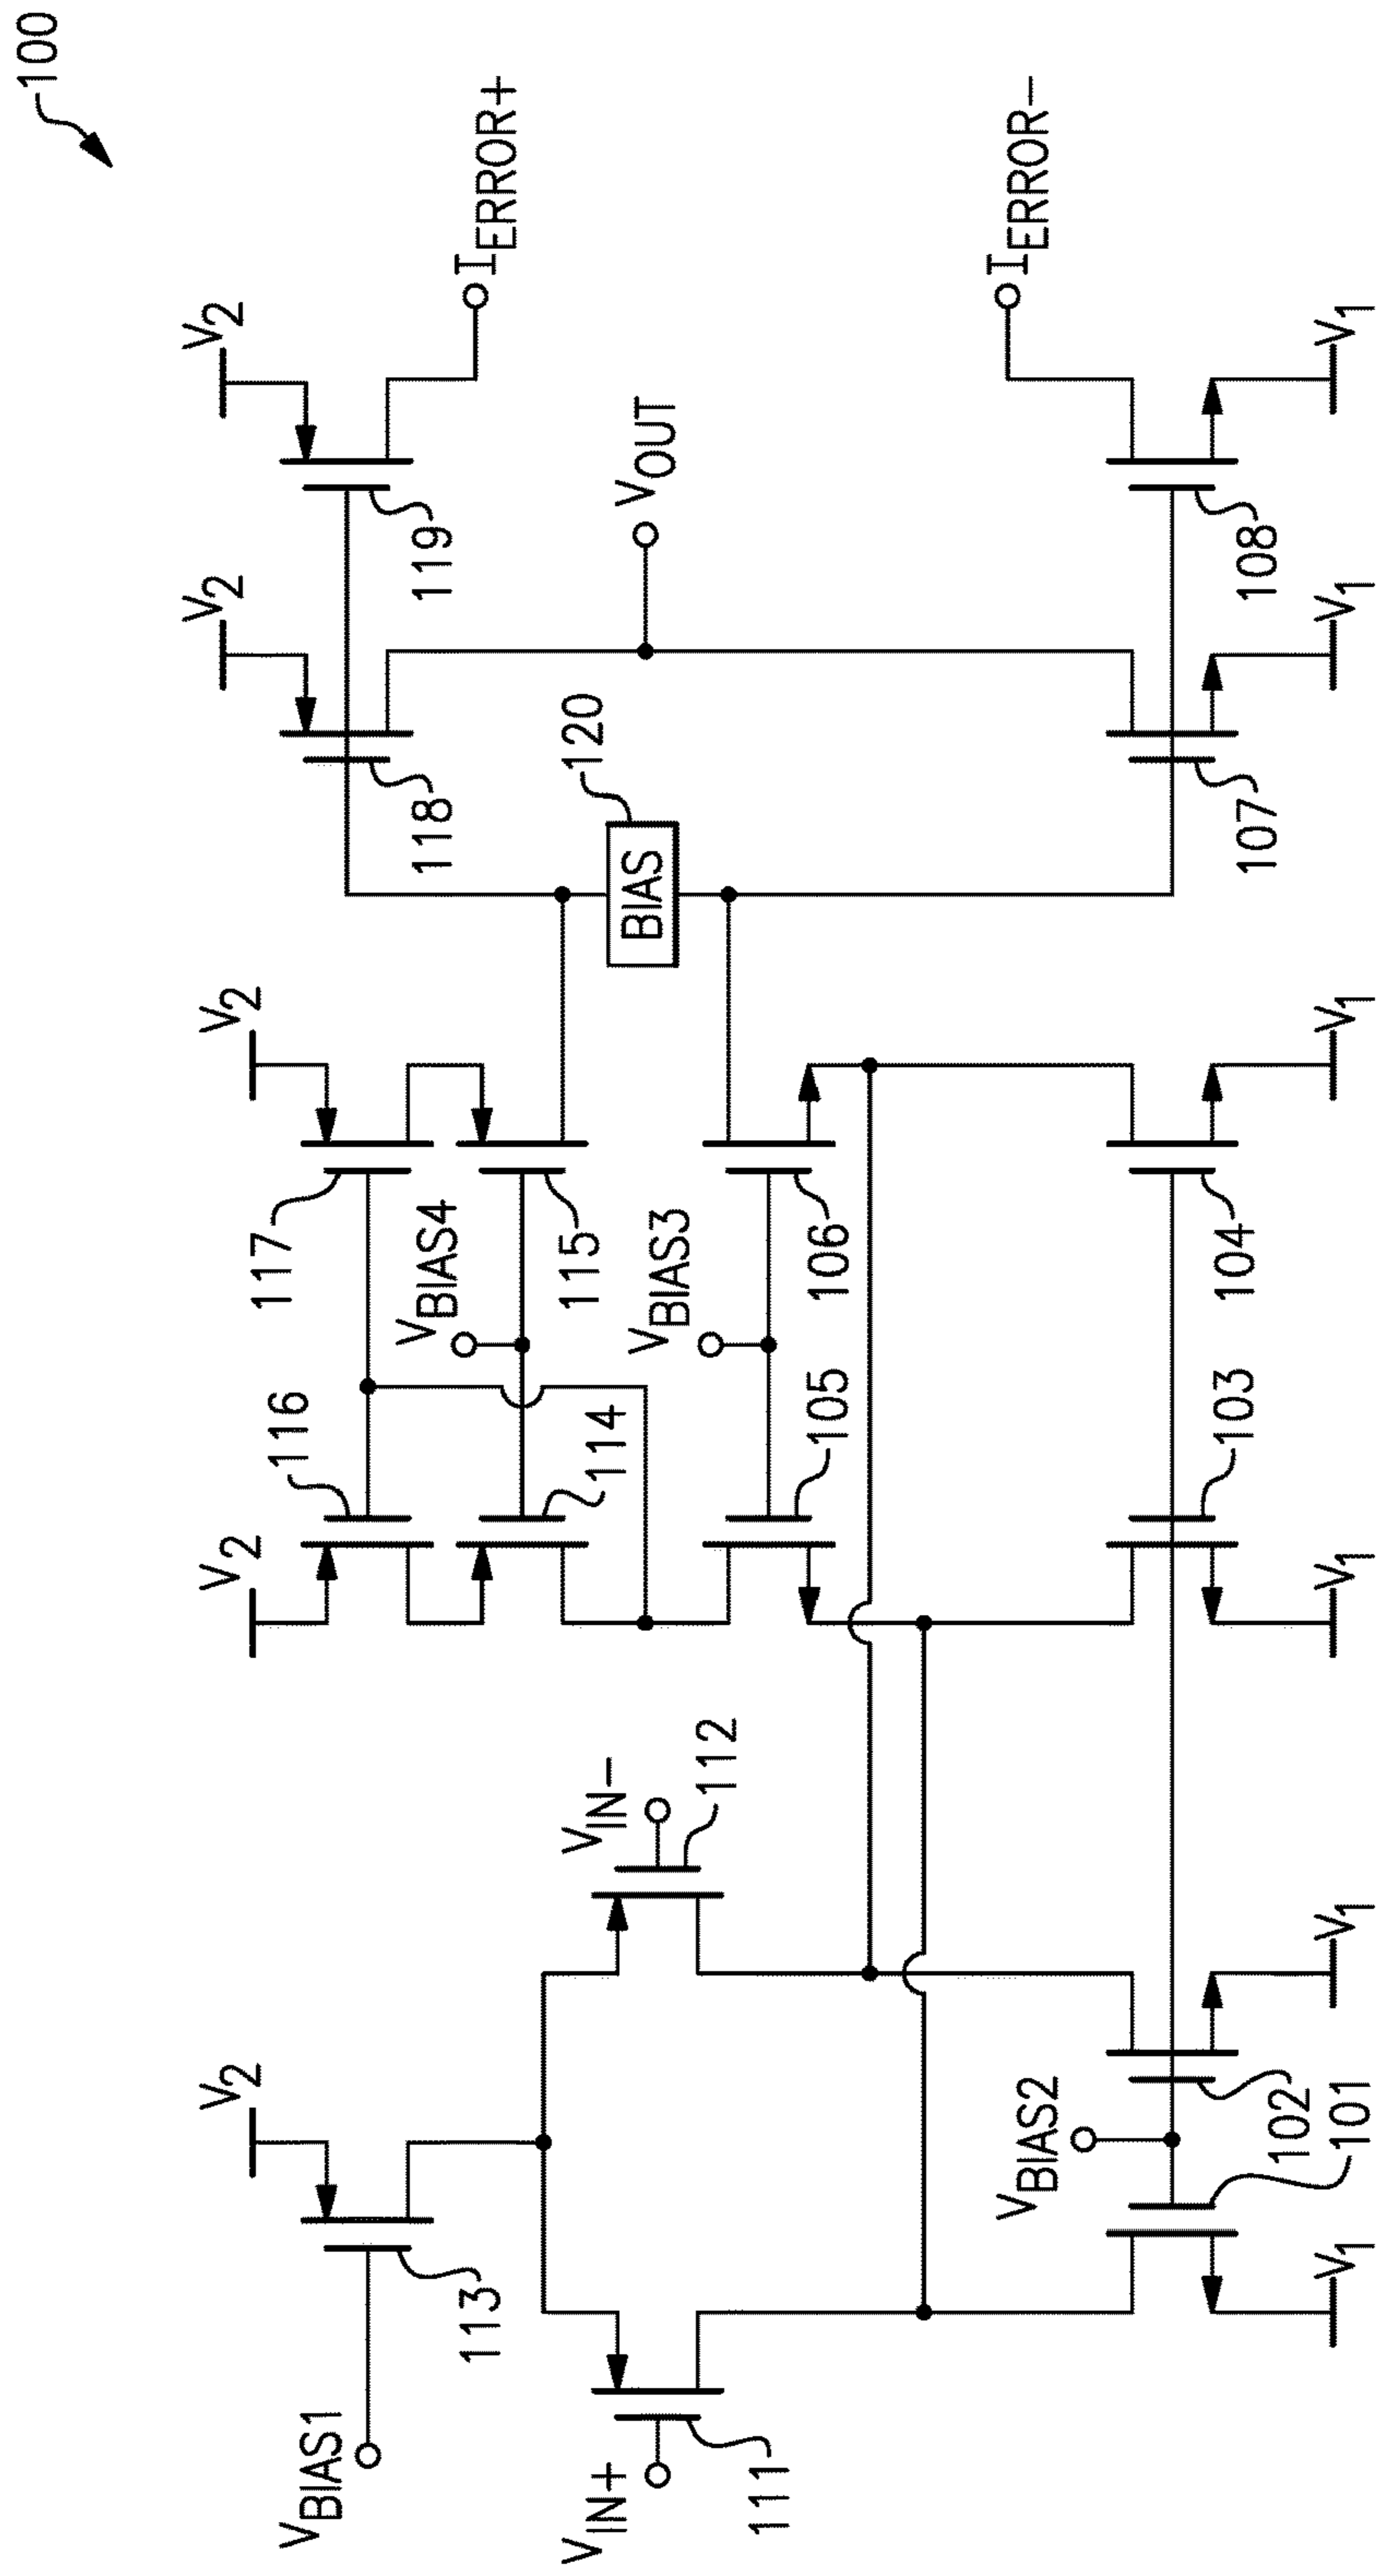 100
V2
V2
V2
V2
V2
116
117
VBIAS1
VBIAS4
118
119
113
IERROR+
VIN+
VIN-
114
115
120
VBIAS3
BIAS
VOUT
111
112
105
106
VBIAS2
IERROR-
103
104
107
108
102
101
V1
V1
V1
V1
V1
V1